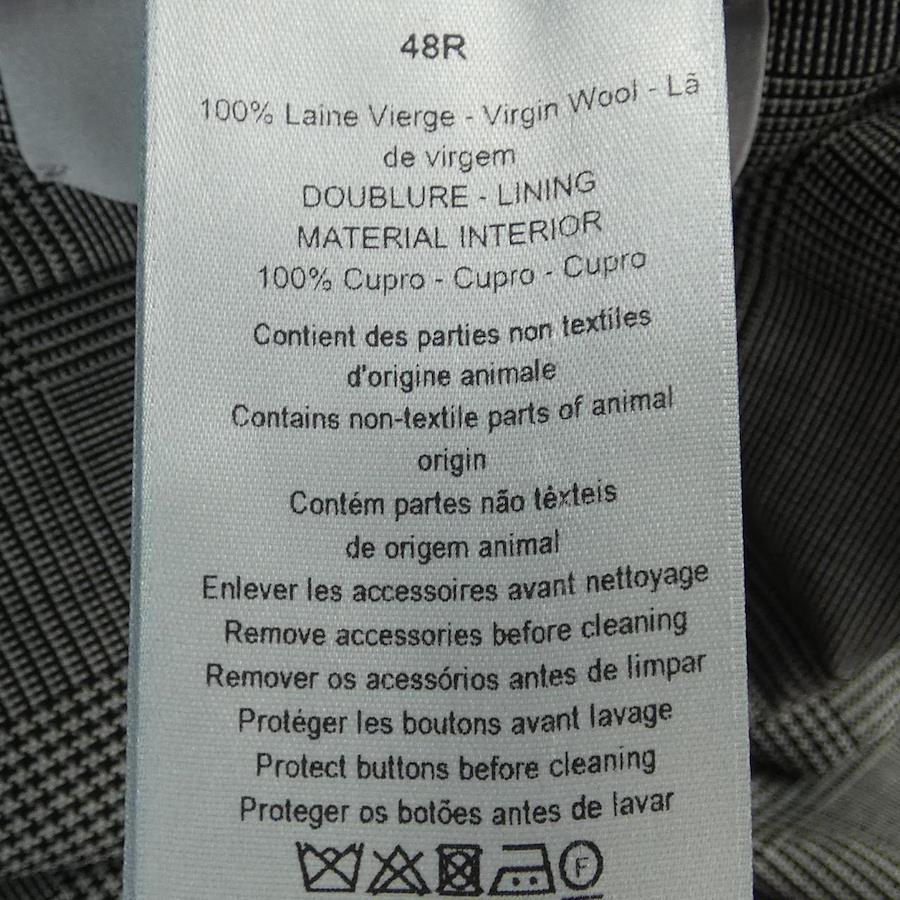 48R
100% Laine Vierge - Virgin Wool - Lã
de virgem
DOUBLURE - LINING
MATERIAL INTERIOR
100% Cupro - Cupro - Cupro
Contient des parties non textiles
d'origine animale
Contains non-textile parts of animal
origin
Contém partes não têxteis
de origem animal
Enlever les accessoires avant nettoyage
Remove accessories before cleaning
Remover os acessórios antes de limpar
Protéger les boutons avant lavage
Protect buttons before cleaning
Proteger os botões antes de lavar
F